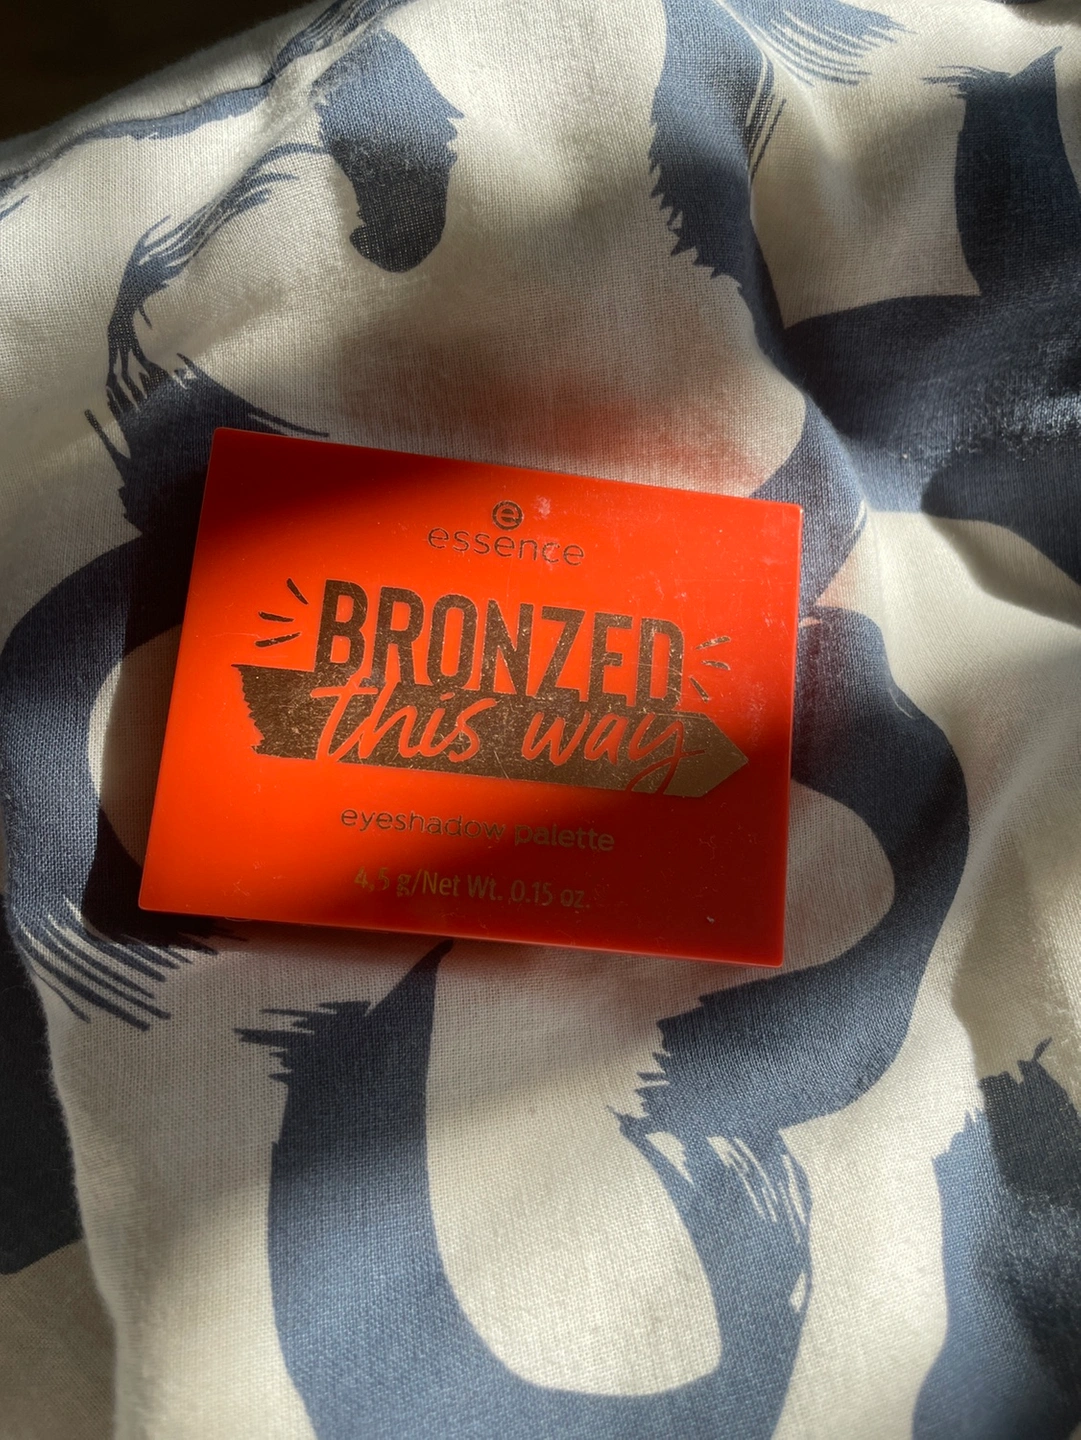 e
essence
BRONZED
this way
eyeshadow palette
4,5 g/Net Wt. 0.15 oz.